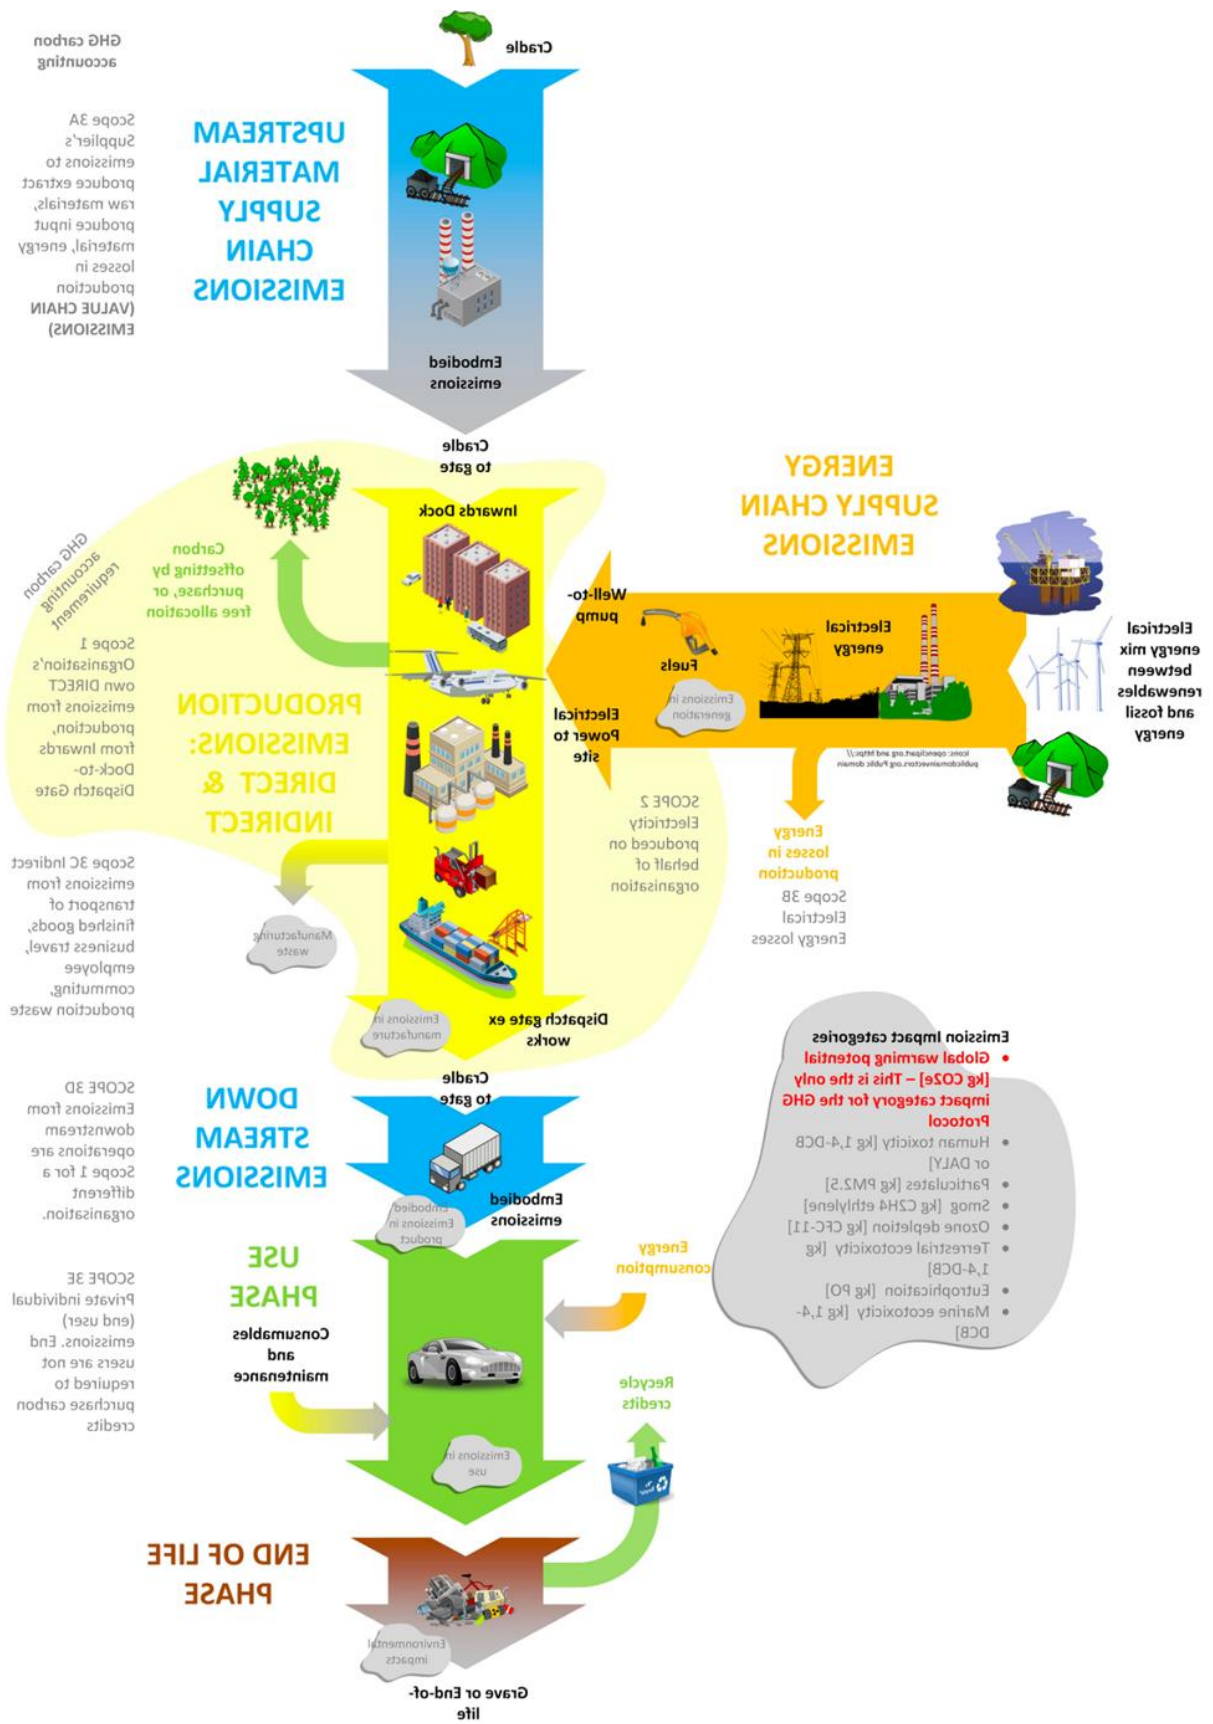 GHG carbon
accounting
Cradle
Scope 3A
Supplier's
emissions to
produce extract
raw materials,
produce input
material, energy
losses in
production
(VALUE CHAIN
EMISSIONS)
UPSTREAM
MATERIAL
SUPPLY
CHAIN
EMISSIONS
Embodied
emissions
Cradle
to gate
ENERGY
SUPPLY CHAIN
EMISSIONS
Inwards Dock
Carbon
offsetting by
purchase, or
free allocation
GHG carbon
accounting
requirement
Scope 1
Organisation's
own DIRECT
emissions from
production,
from Inwards
Dock-to-
Dispatch Gate
PRODUCTION
EMISSIONS:
DIRECT &
INDIRECT
Well-to-
pump
Fuels
Emissions in
generation
Electrical
energy
Electrical
energy mix
between
renewables
and fossil
energy
Electrical
Power to
site
Icons: openclipart.org and https://
publicdomainvectors.org Public domain
SCOPE 2
Electricity
produced on
behalf of
organisation
Energy
losses in
production
Scope 3B
Electrical
Energy losses
Scope 3C Indirect
emissions from
transport of
finished goods,
business travel,
employee
commuting,
production waste
Manufacturing
waste
Emissions in
manufacture
Dispatch gate ex
works
Cradle
to gate
Emission Impact categories
• Global warming potential
[kg CO2e] – This is the only
impact category for the GHG
Protocol
• Human toxicity [kg 1,4-DCB
or DALY]
• Particulates [kg PM2.5]
• Smog [kg C2H4 ethlylene]
• Ozone depletion [kg CFC-11]
• Terrestrial ecotoxicity [kg
1,4-DCB]
• Eutrophication [kg PO]
• Marine ecotoxicity [kg 1,4-
DCB]
SCOPE 3D
Emissions from
downstream
operations are
Scope 1 for a
different
organisation.
DOWN
STREAM
EMISSIONS
Embodied
emissions
Embodied
Emissions in
product
USE
PHASE
Energy
consumption
SCOPE 3E
Private individual
(end user)
emissions. End
users are not
required to
purchase carbon
credits
Consumables
and
maintenance
Emissions in
use
Recycle
credits
END OF LIFE
PHASE
Environmental
impacts
Grave or End-of-
life